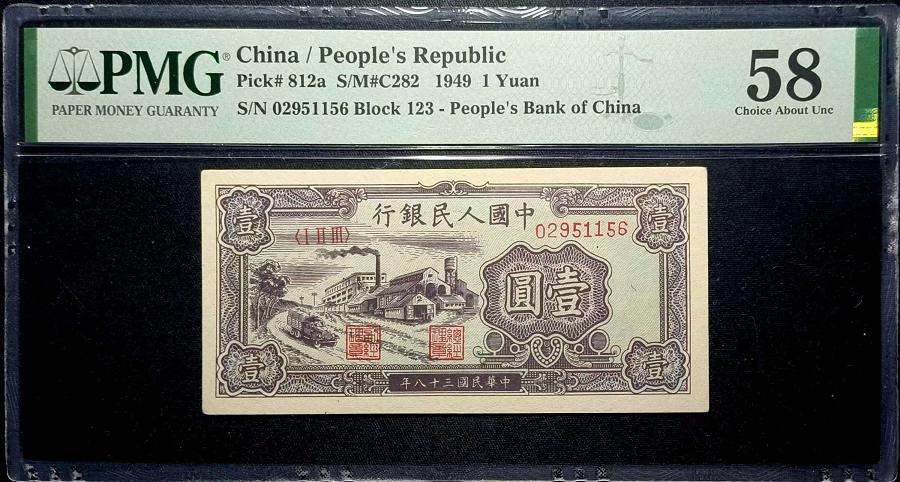 PMG®
PAPER MONEY GUARANTY
China / People's Republic
Pick# 812a S/M#C282 1949 1 Yuan
S/N 02951156 Block 123 - People's Bank of China
58
Choice About Unc
壹
行銀民人國中
壹
〈I II III〉
02951156
圓壹
壹
年八十三國民華中
壹